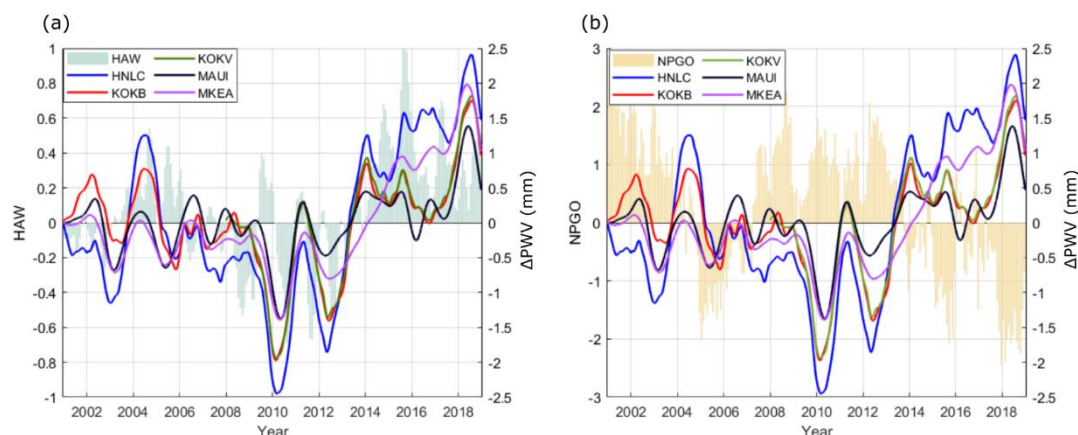 (a)
(b)
HAW KOKV
HNLC MAUI
KOKB MKEA
NPGO KOKV
HNLC MAUI
KOKB MKEA
1
0.8
0.6
0.4
0.2
0
-0.2
-0.4
-0.6
-0.8
-1
HAW
2.5
2
1.5
1
0.5
0
-0.5
-1
-1.5
-2
-2.5
ΔPWV (mm)
2002 2004 2006 2008 2010 2012 2014 2016 2018
Year
3
2
1
0
-1
-2
-3
NPGO
2.5
2
1.5
1
0.5
0
-0.5
-1
-1.5
-2
-2.5
ΔPWV (mm)
2002 2004 2006 2008 2010 2012 2014 2016 2018
Year